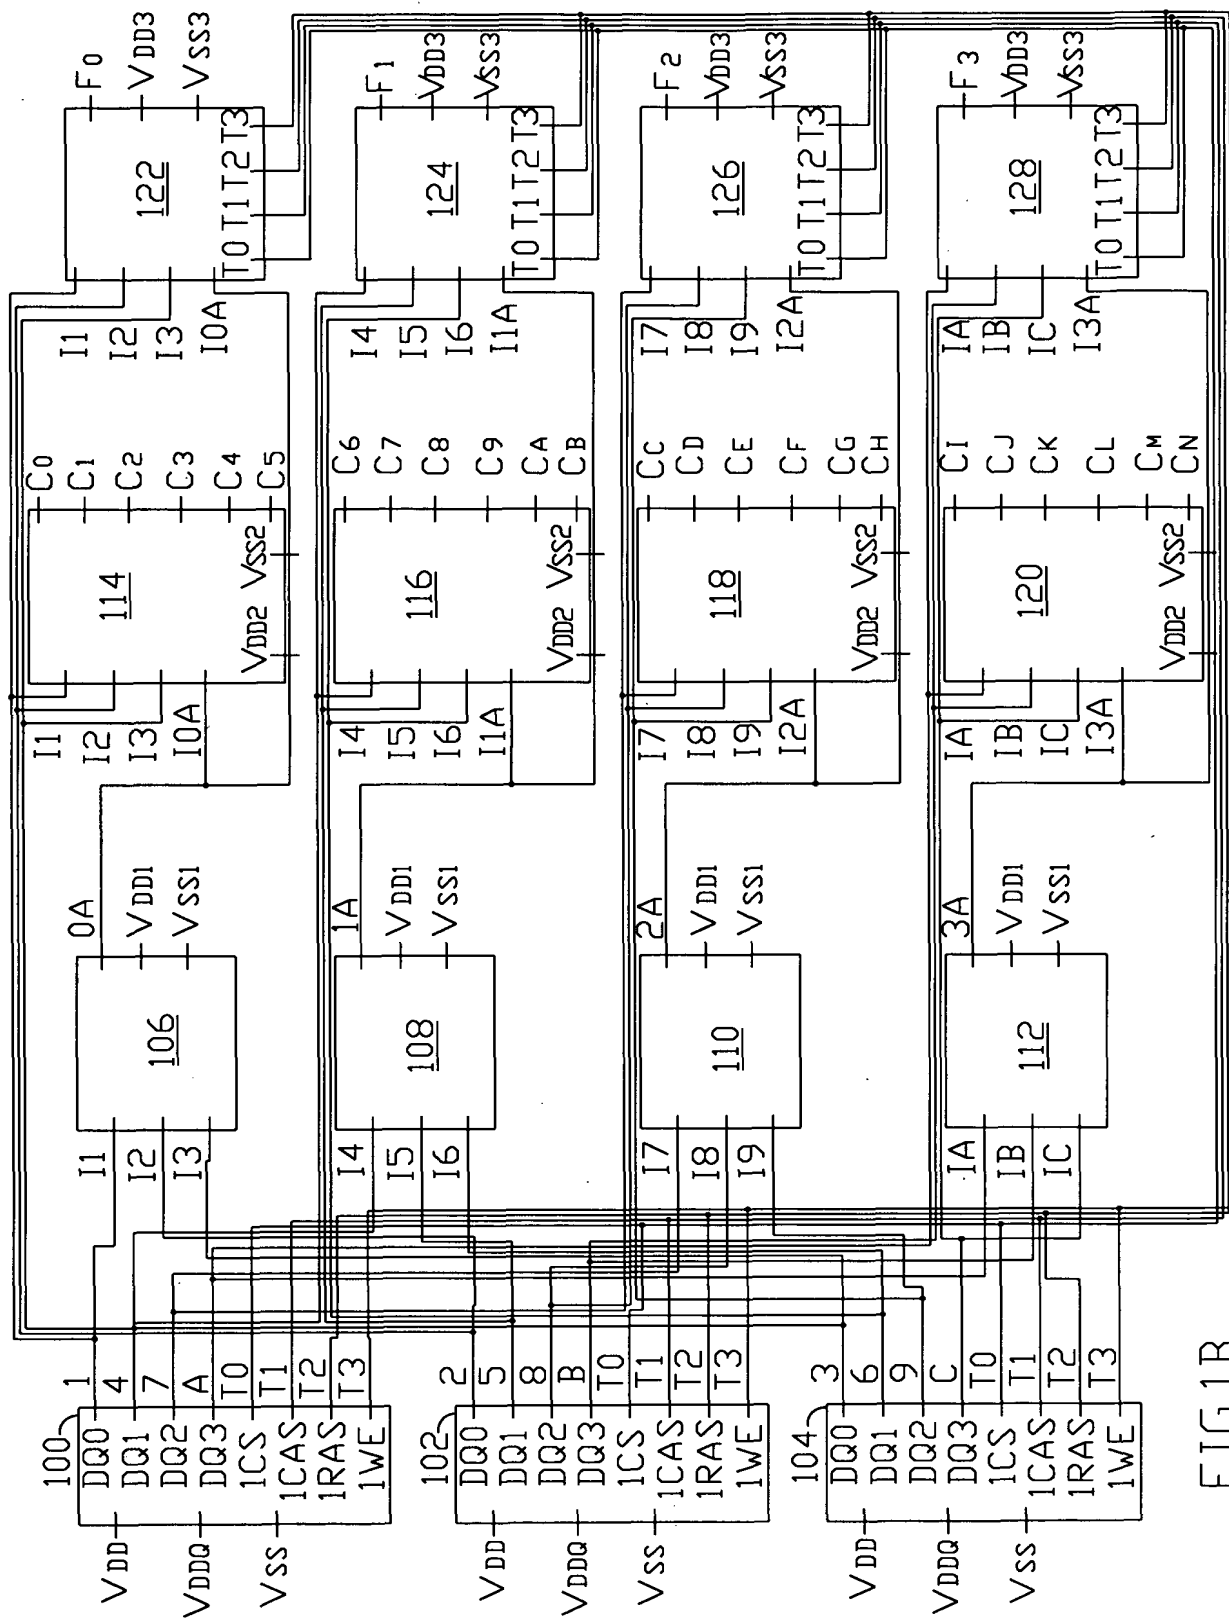 100
VDD
VDDQ
VSS
DQ0
DQ1
DQ2
DQ3
1CS
1CAS
1RAS
1WE
1
4
7
A
T0
T1
T2
T3
I1
I2
I3
106
0A
VDD1
VSS1
I1
I2
I3
I0A
114
VDD2 VSS2
C0
C1
C2
C3
C4
C5
I1
I2
I3
I0A
122
T0 T1 T2 T3
F0
VDD3
VSS3
I4
I5
I6
108
1A
VDD1
VSS1
I4
I5
I6
I1A
116
VDD2 VSS2
C6
C7
C8
C9
CA
CB
I4
I5
I6
I1A
124
T0 T1 T2 T3
F1
VDD3
VSS3
102
VDD
VDDQ
VSS
DQ0
DQ1
DQ2
DQ3
1CS
1CAS
1RAS
1WE
2
5
8
B
T0
T1
T2
T3
I7
I8
I9
110
2A
VDD1
VSS1
I7
I8
I9
I2A
118
VDD2 VSS2
CC
CD
CE
CF
CG
CH
I7
I8
I9
I2A
126
T0 T1 T2 T3
F2
VDD3
VSS3
104
VDD
VDDQ
VSS
DQ0
DQ1
DQ2
DQ3
1CS
1CAS
1RAS
1WE
3
6
9
C
T0
T1
T2
T3
IA
IB
IC
112
3A
VDD1
VSS1
IA
IB
IC
I3A
120
VDD2 VSS2
CI
CJ
CK
CL
CM
CN
IA
IB
IC
I3A
128
T0 T1 T2 T3
F3
VDD3
VSS3
FIG 1B